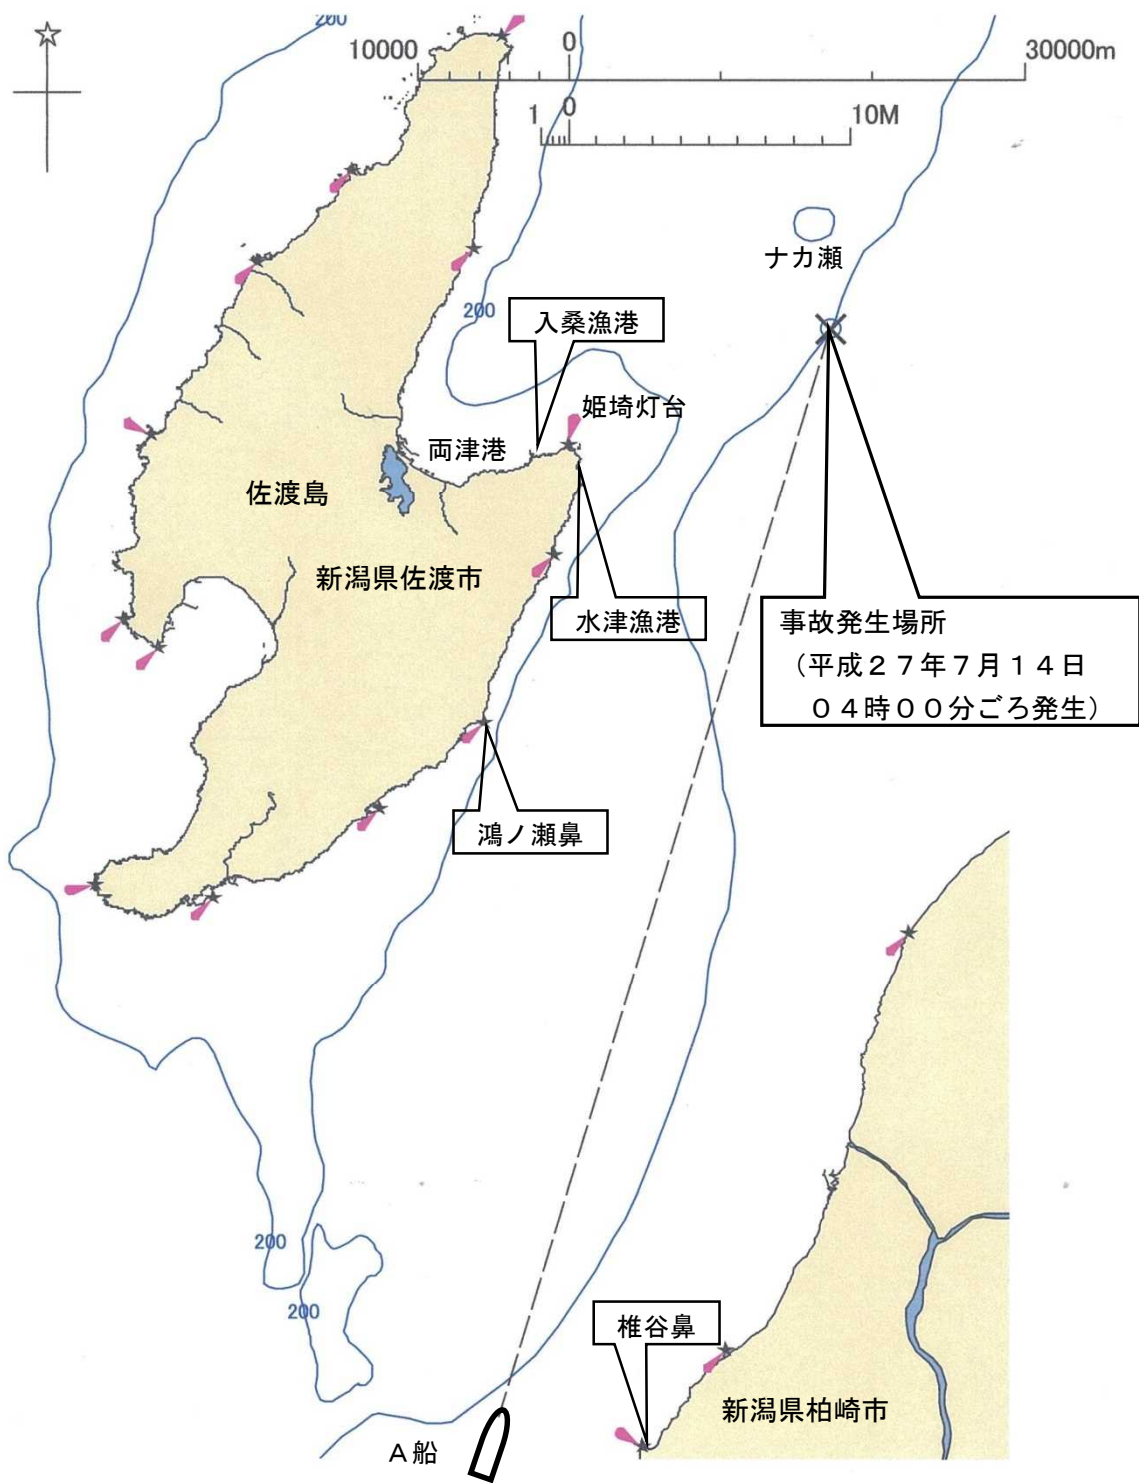 200
10000
0
30000m
1
0
10M
ナカ瀬
200
入桑漁港
姫埼灯台
両津港
佐渡島
新潟県佐渡市
水津漁港
事故発生場所
（平成２７年７月１４日
０４時００分ごろ発生）
鴻ノ瀬鼻
200
200
椎谷鼻
新潟県柏崎市
Ａ船